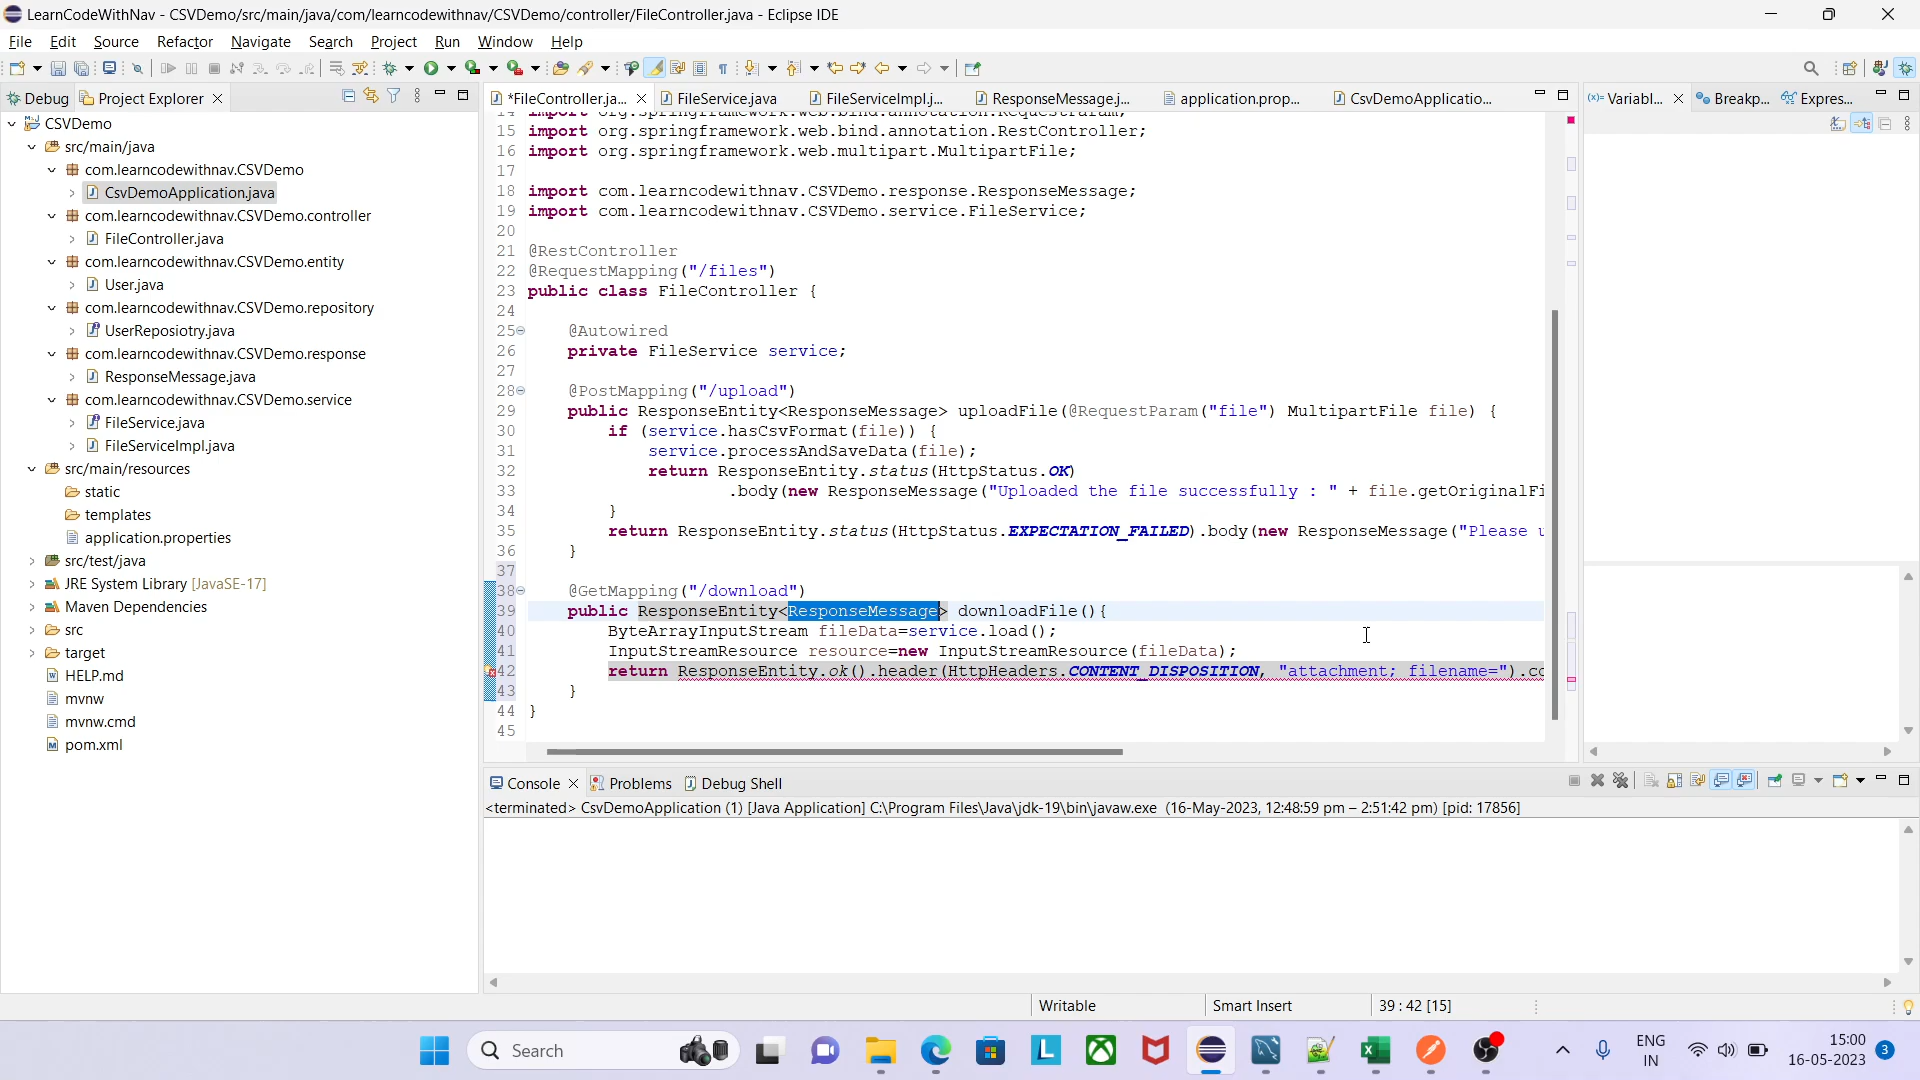 LearnCodeWithNav - CSVDemo/src/main/java/com/learncodewithnav/CSVDemo/controller/FileController.java - Eclipse IDE
File Edit Source Refactor Navigate Search Project Run Window Help
Debug Project Explorer
*FileController.ja... FileService.java FileServiceImpl.j... ResponseMessage.j... application.prop... CsvDemoApplicatio...
(x)= Variabl... Breakp... Expres...
CSVDemo
src/main/java
com.learncodewithnav.CSVDemo
CsvDemoApplication.java
com.learncodewithnav.CSVDemo.controller
FileController.java
com.learncodewithnav.CSVDemo.entity
User.java
com.learncodewithnav.CSVDemo.repository
UserReposiotry.java
com.learncodewithnav.CSVDemo.response
ResponseMessage.java
com.learncodewithnav.CSVDemo.service
FileService.java
FileServiceImpl.java
src/main/resources
static
templates
application.properties
src/test/java
JRE System Library [JavaSE-17]
Maven Dependencies
src
target
HELP.md
mvnw
mvnw.cmd
pom.xml
14 import org.springframework.web.bind.annotation.RequestParam;
15 import org.springframework.web.bind.annotation.RestController;
16 import org.springframework.web.multipart.MultipartFile;
17
18 import com.learncodewithnav.CSVDemo.response.ResponseMessage;
19 import com.learncodewithnav.CSVDemo.service.FileService;
20
21 @RestController
22 @RequestMapping("/files")
23 public class FileController {
24
25 @Autowired
26 private FileService service;
27
28 @PostMapping("/upload")
29 public ResponseEntity<ResponseMessage> uploadFile(@RequestParam("file") MultipartFile file) {
30 if (service.hasCsvFormat(file)) {
31 service.processAndSaveData(file);
32 return ResponseEntity.status(HttpStatus.OK)
33 .body(new ResponseMessage("Uploaded the file successfully : " + file.getOriginalFi
34 }
35 return ResponseEntity.status(HttpStatus.EXPECTATION_FAILED).body(new ResponseMessage("Please u
36 }
37
38 @GetMapping("/download")
39 public ResponseEntity<ResponseMessage> downloadFile(){
40 ByteArrayInputStream fileData=service.load();
41 InputStreamResource resource=new InputStreamResource(fileData);
42 return ResponseEntity.ok().header(HttpHeaders.CONTENT_DISPOSITION, "attachment; filename=").co
43 }
44 }
45
Console Problems Debug Shell
<terminated> CsvDemoApplication (1) [Java Application] C:\Program Files\Java\jdk-19\bin\javaw.exe (16-May-2023, 12:48:59 pm – 2:51:42 pm) [pid: 17856]
Writable Smart Insert 39 : 42 [15]
Search
ENG
IN
15:00
16-05-2023
3